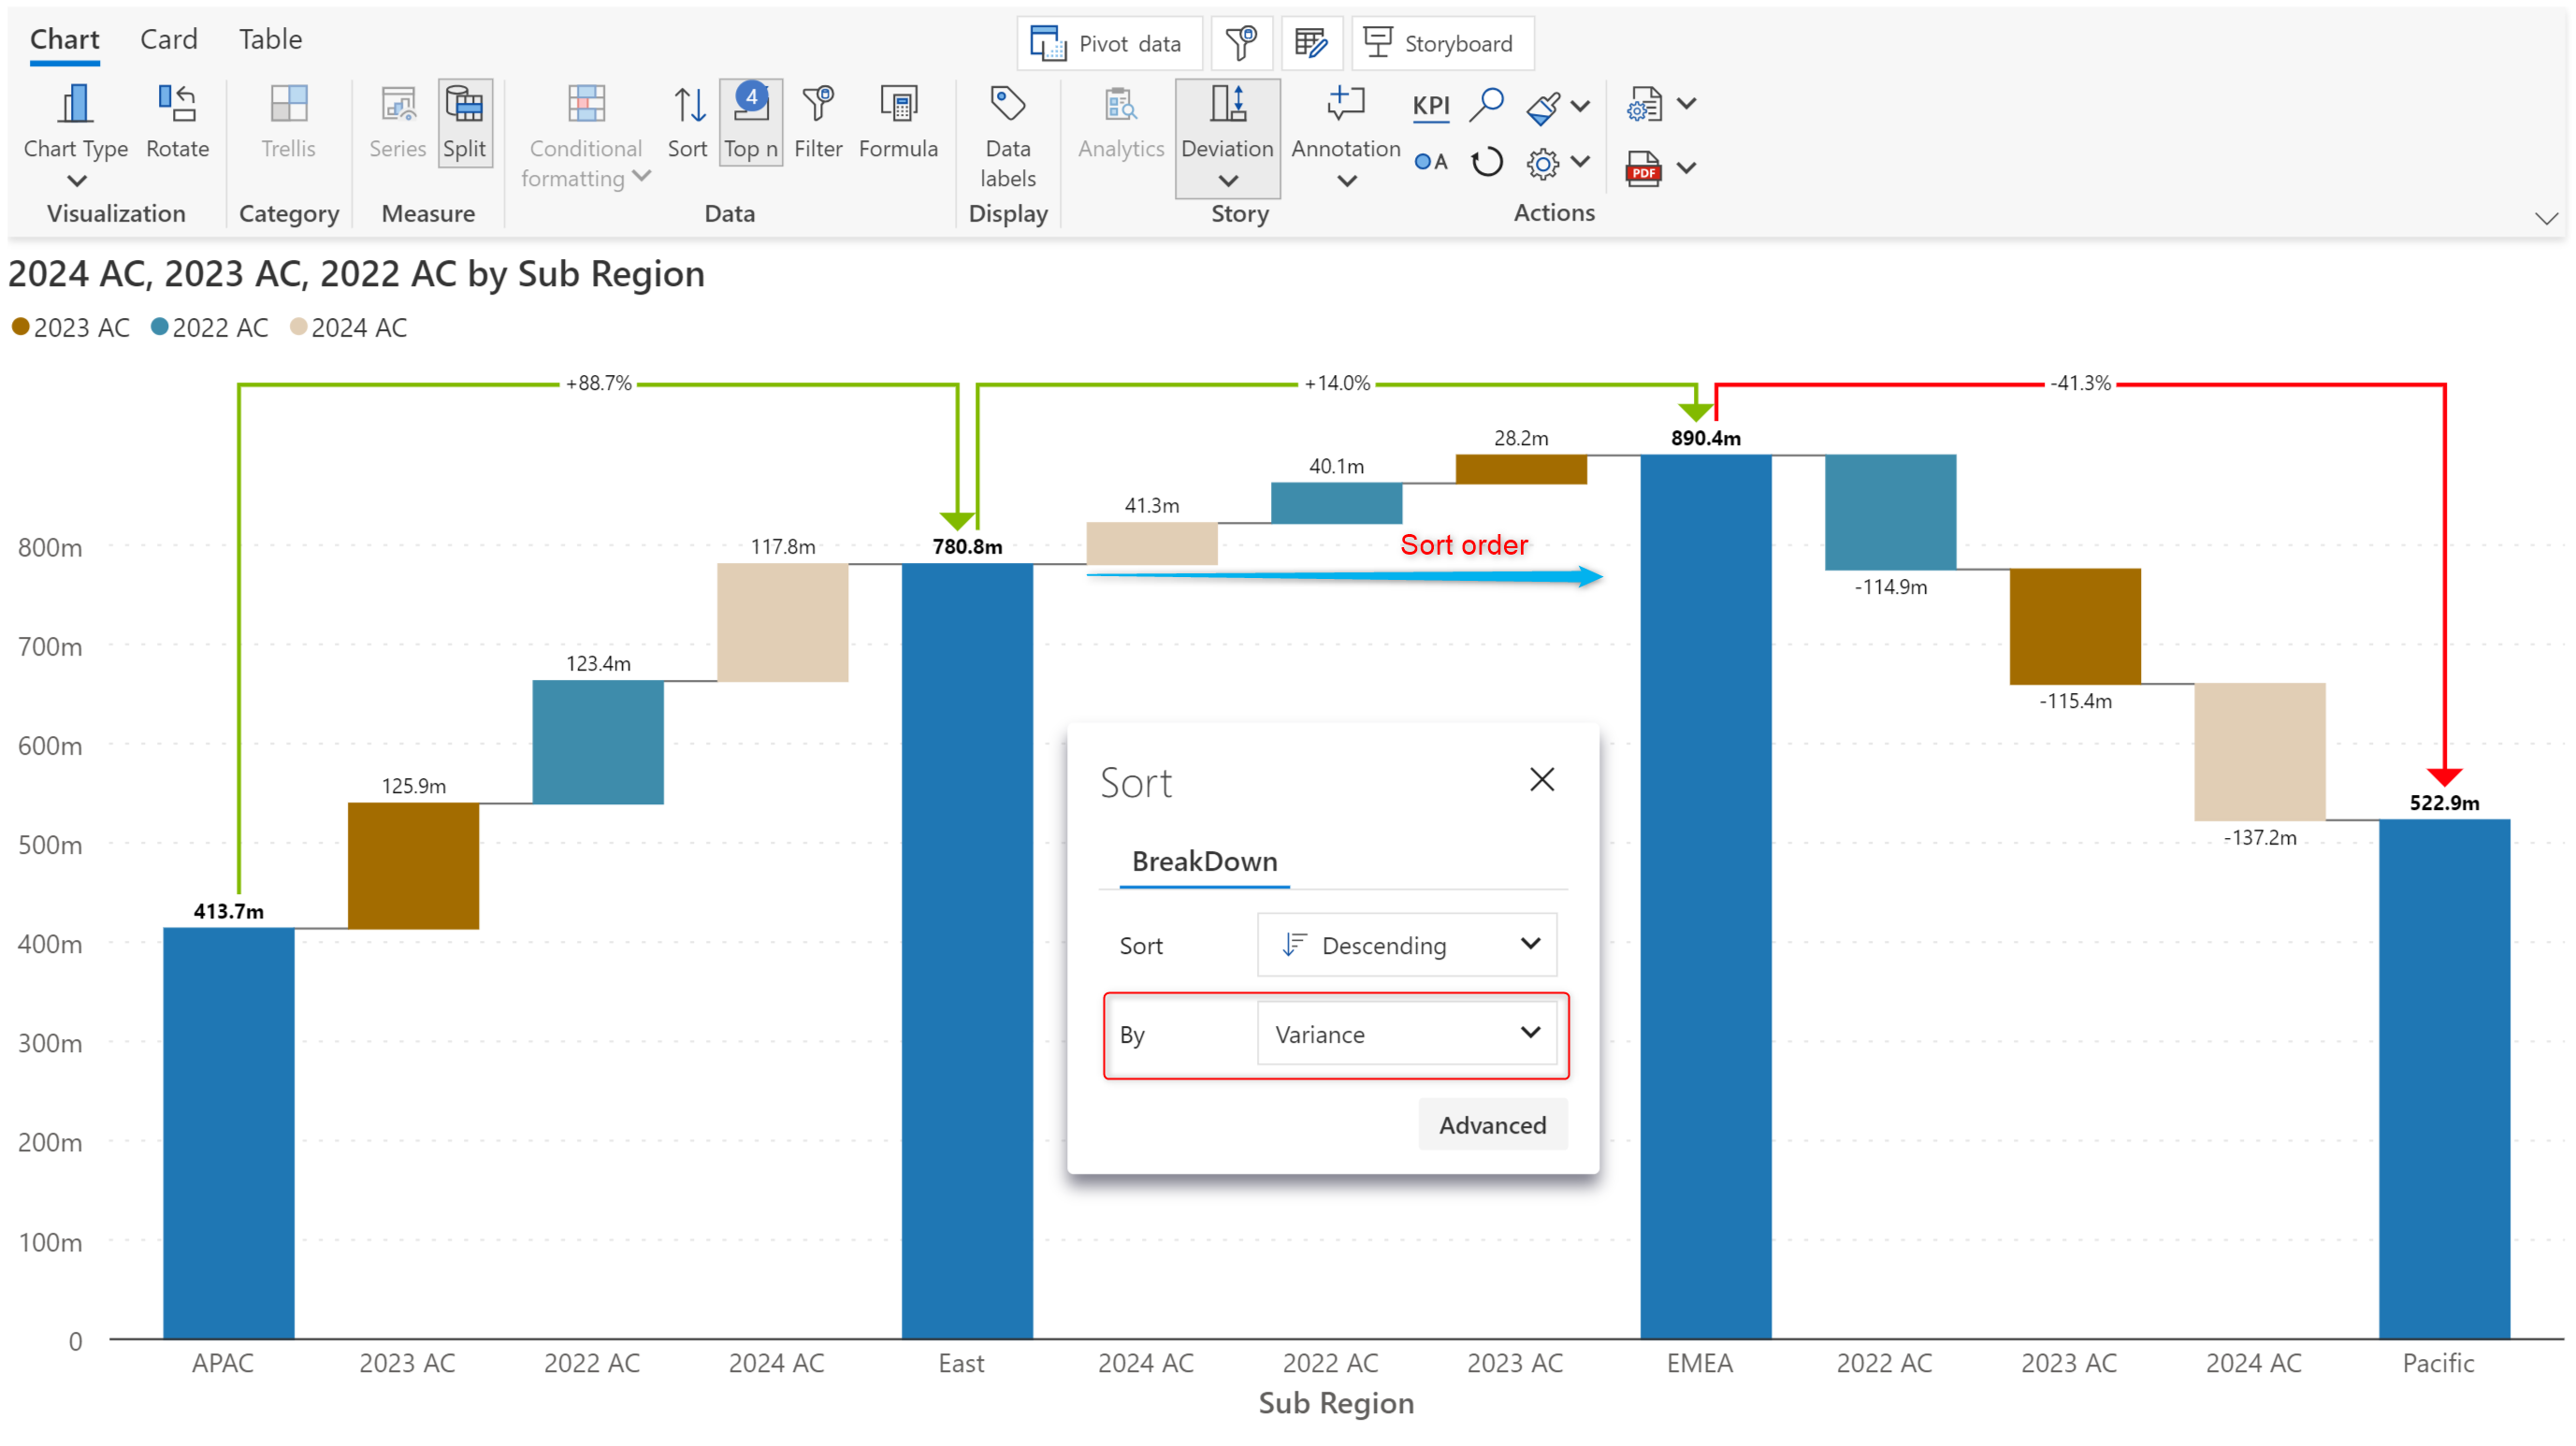 Chart Card Table
Pivot data Storyboard
4
KPI
Chart Type Rotate Trellis Series Split Conditional formatting Sort Top n Filter Formula Data labels Analytics Deviation Annotation
A
PDF
Visualization Category Measure Data Display Story Actions
2024 AC, 2023 AC, 2022 AC by Sub Region
2023 AC 2022 AC 2024 AC
+88.7% +14.0% -41.3%
28.2m 890.4m
40.1m
41.3m
800m 117.8m 780.8m Sort order
-114.9m
700m
123.4m
-115.4m
600m
125.9m
522.9m
500m
-137.2m
413.7m
400m
300m
200m
100m
0
Sort
BreakDown
Sort Descending
By Variance
Advanced
APAC 2023 AC 2022 AC 2024 AC East 2024 AC 2022 AC 2023 AC EMEA 2022 AC 2023 AC 2024 AC Pacific
Sub Region